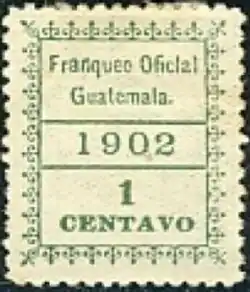 Franqueo Oficial
Guatemala.
1902
1
CENTAVO